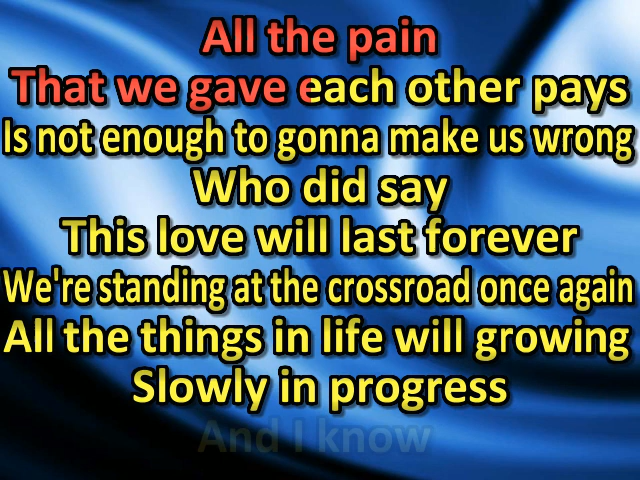 All the pain
That we gave each other pays
Is not enough to gonna make us wrong
Who did say
This love will last forever
We're standing at the crossroad once again
All the things in life will growing
Slowly in progress
And I know